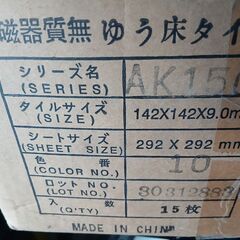 磁器質無ゆう床タイ
シリーズ名 (SERIES) AK150
タイルサイズ (SIZE) 142X142X9.0m
シートサイズ (SHEET SIZE) 292 X 292 mm
色番 (COLOR NO.) 10
ロットNO. (LOT NO.)
入数 (Q'TY) 15枚
MADE IN CHIN